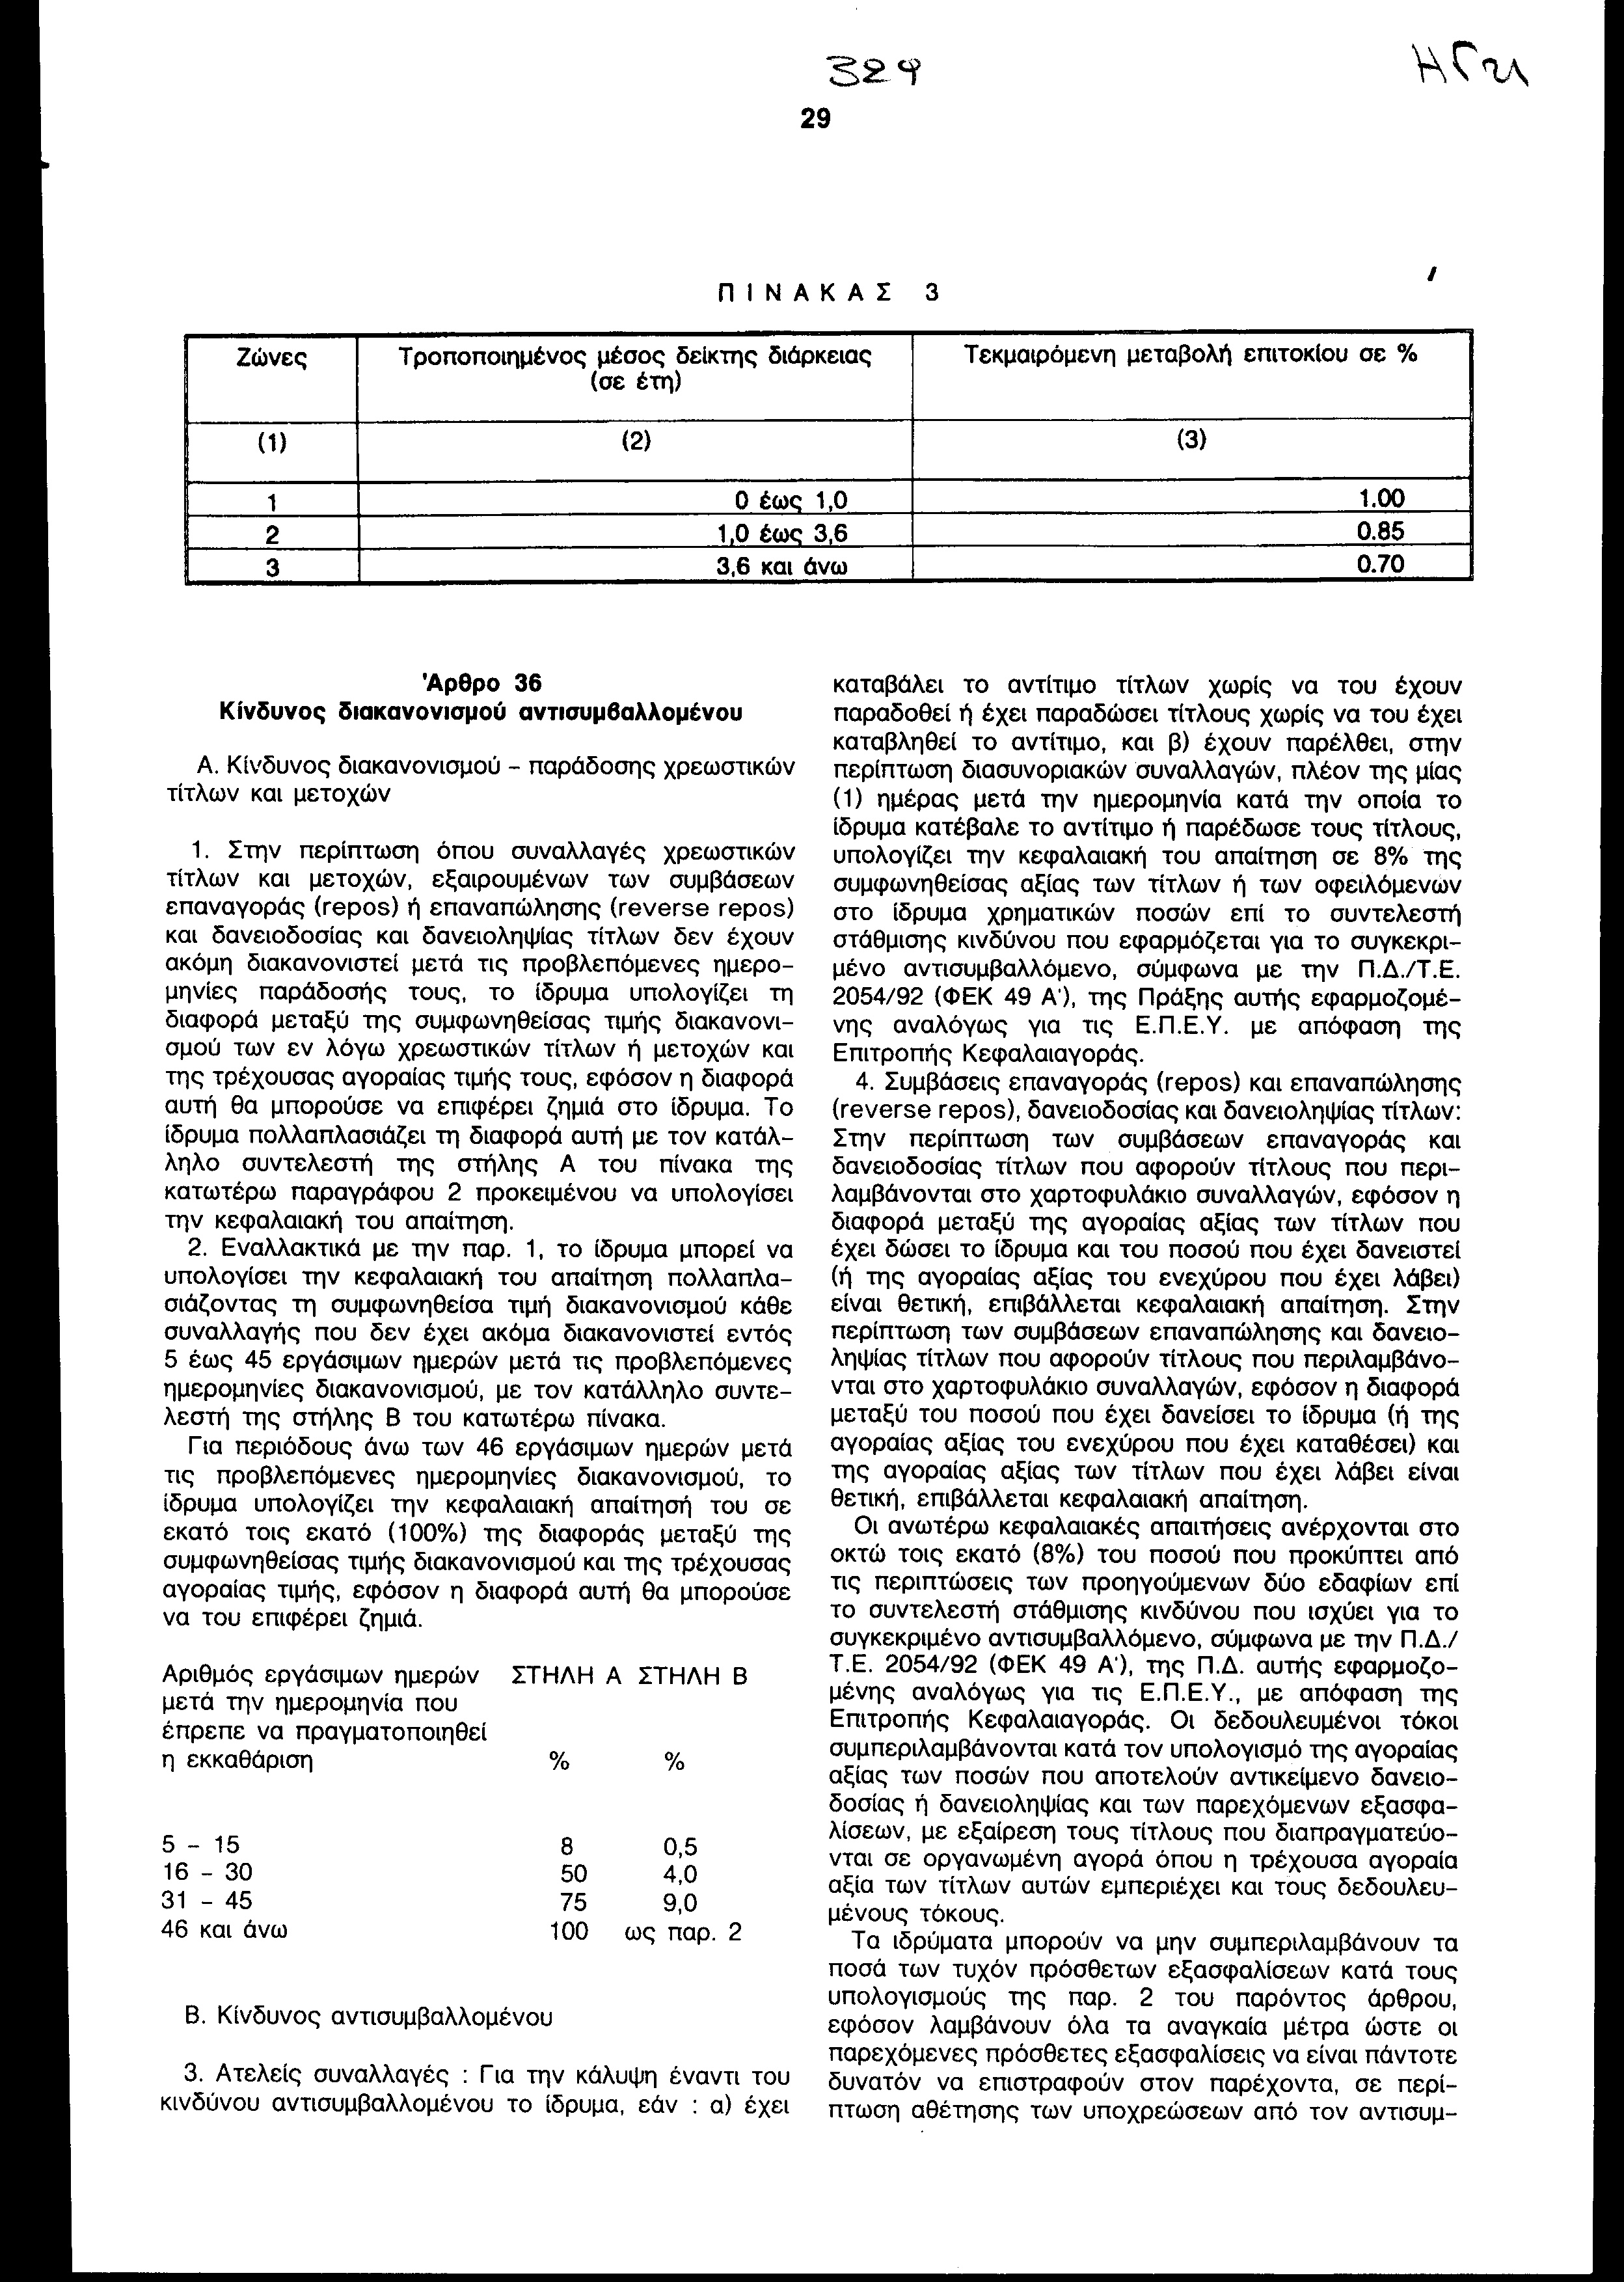 329
29
Π Ι Ν Α Κ Α Σ 3
Ζώνες Τροποποιημένος μέσος δείκτης διάρκειας (σε έτη) Τεκμαιρόμενη μεταβολή επιτοκίου σε %
(1) (2) (3)
1 0 έως 1,0 1.00
2 1,0 έως 3,6 0.85
3 3,6 και άνω 0.70
Άρθρο 36
Κίνδυνος διακανονισμού αντισυμβαλλομένου
Α. Κίνδυνος διακανονισμού – παράδοσης χρεωστικών
τίτλων και μετοχών
1. Στην περίπτωση όπου συναλλαγές χρεωστικών
τίτλων και μετοχών, εξαιρουμένων των συμβάσεων
επαναγοράς (repos) ή επαναπώλησης (reverse repos)
και δανειοδοσίας και δανειοληψίας τίτλων δεν έχουν
ακόμη διακανονιστεί μετά τις προβλεπόμενες ημερο-
μηνίες παράδοσής τους, το ίδρυμα υπολογίζει τη
διαφορά μεταξύ της συμφωνηθείσας τιμής διακανονι-
σμού των εν λόγω χρεωστικών τίτλων ή μετοχών και
της τρέχουσας αγοραίας τιμής τους, εφόσον η διαφορά
αυτή θα μπορούσε να επιφέρει ζημιά στο ίδρυμα. Το
ίδρυμα πολλαπλασιάζει τη διαφορά αυτή με τον κατάλ-
ληλο συντελεστή της στήλης Α του πίνακα της
κατωτέρω παραγράφου 2 προκειμένου να υπολογίσει
την κεφαλαιακή του απαίτηση.
2. Εναλλακτικά με την παρ. 1, το ίδρυμα μπορεί να
υπολογίσει την κεφαλαιακή του απαίτηση πολλαπλα-
σιάζοντας τη συμφωνηθείσα τιμή διακανονισμού κάθε
συναλλαγής που δεν έχει ακόμα διακανονιστεί εντός
5 έως 45 εργάσιμων ημερών μετά τις προβλεπόμενες
ημερομηνίες διακανονισμού, με τον κατάλληλο συντε-
λεστή της στήλης Β του κατωτέρω πίνακα.
Για περιόδους άνω των 46 εργάσιμων ημερών μετά
τις προβλεπόμενες ημερομηνίες διακανονισμού, το
ίδρυμα υπολογίζει την κεφαλαιακή απαίτησή του σε
εκατό τοις εκατό (100%) της διαφοράς μεταξύ της
συμφωνηθείσας τιμής διακανονισμού και της τρέχουσας
αγοραίας τιμής, εφόσον η διαφορά αυτή θα μπορούσε
να του επιφέρει ζημιά.
Αριθμός εργάσιμων ημερών ΣΤΗΛΗ Α ΣΤΗΛΗ Β
μετά την ημερομηνία που
έπρεπε να πραγματοποιηθεί
η εκκαθάριση % %
5 – 15 8 0,5
16 – 30 50 4,0
31 – 45 75 9,0
46 και άνω 100 ως παρ. 2
Β. Κίνδυνος αντισυμβαλλομένου
3. Ατελείς συναλλαγές : Για την κάλυψη έναντι του
κινδύνου αντισυμβαλλομένου το ίδρυμα, εάν : α) έχει
καταβάλει το αντίτιμο τίτλων χωρίς να του έχουν
παραδοθεί ή έχει παραδώσει τίτλους χωρίς να του έχει
καταβληθεί το αντίτιμο, και β) έχουν παρέλθει, στην
περίπτωση διασυνοριακών συναλλαγών, πλέον της μίας
(1) ημέρας μετά την ημερομηνία κατά την οποία το
ίδρυμα κατέβαλε το αντίτιμο ή παρέδωσε τους τίτλους,
υπολογίζει την κεφαλαιακή του απαίτηση σε 8% της
συμφωνηθείσας αξίας των τίτλων ή των οφειλόμενων
στο ίδρυμα χρηματικών ποσών επί το συντελεστή
στάθμισης κινδύνου που εφαρμόζεται για το συγκεκρι-
μένο αντισυμβαλλόμενο, σύμφωνα με την Π.Δ./Τ.Ε.
2054/92 (ΦΕΚ 49 Α'), της Πράξης αυτής εφαρμοζομέ-
νης αναλόγως για τις Ε.Π.Ε.Υ. με απόφαση της
Επιτροπής Κεφαλαιαγοράς.
4. Συμβάσεις επαναγοράς (repos) και επαναπώλησης
(reverse repos), δανειοδοσίας και δανειοληψίας τίτλων:
Στην περίπτωση των συμβάσεων επαναγοράς και
δανειοδοσίας τίτλων που αφορούν τίτλους που περι-
λαμβάνονται στο χαρτοφυλάκιο συναλλαγών, εφόσον η
διαφορά μεταξύ της αγοραίας αξίας των τίτλων που
έχει δώσει το ίδρυμα και του ποσού που έχει δανειστεί
(ή της αγοραίας αξίας του ενεχύρου που έχει λάβει)
είναι θετική, επιβάλλεται κεφαλαιακή απαίτηση. Στην
περίπτωση των συμβάσεων επαναπώλησης και δανειο-
ληψίας τίτλων που αφορούν τίτλους που περιλαμβάνο-
νται στο χαρτοφυλάκιο συναλλαγών, εφόσον η διαφορά
μεταξύ του ποσού που έχει δανείσει το ίδρυμα (ή της
αγοραίας αξίας του ενεχύρου που έχει καταθέσει) και
της αγοραίας αξίας των τίτλων που έχει λάβει είναι
θετική, επιβάλλεται κεφαλαιακή απαίτηση.
Οι ανωτέρω κεφαλαιακές απαιτήσεις ανέρχονται στο
οκτώ τοις εκατό (8%) του ποσού που προκύπτει από
τις περιπτώσεις των προηγούμενων δύο εδαφίων επί
το συντελεστή στάθμισης κινδύνου που ισχύει για το
συγκεκριμένο αντισυμβαλλόμενο, σύμφωνα με την Π.Δ./
Τ.Ε. 2054/92 (ΦΕΚ 49 Α'), της Π.Δ. αυτής εφαρμοζο-
μένης αναλόγως για τις Ε.Π.Ε.Υ., με απόφαση της
Επιτροπής Κεφαλαιαγοράς. Οι δεδουλευμένοι τόκοι
συμπεριλαμβάνονται κατά τον υπολογισμό της αγοραίας
αξίας των ποσών που αποτελούν αντικείμενο δανειο-
δοσίας ή δανειοληψίας και των παρεχόμενων εξασφα-
λίσεων, με εξαίρεση τους τίτλους που διαπραγματεύο-
νται σε οργανωμένη αγορά όπου η τρέχουσα αγοραία
αξία των τίτλων αυτών εμπεριέχει και τους δεδουλευ-
μένους τόκους.
Τα ιδρύματα μπορούν να μην συμπεριλαμβάνουν τα
ποσά των τυχόν πρόσθετων εξασφαλίσεων κατά τους
υπολογισμούς της παρ. 2 του παρόντος άρθρου,
εφόσον λαμβάνουν όλα τα αναγκαία μέτρα ώστε οι
παρεχόμενες πρόσθετες εξασφαλίσεις να είναι πάντοτε
δυνατόν να επιστραφούν στον παρέχοντα, σε περί-
πτωση αθέτησης των υποχρεώσεων από τον αντισυμ-